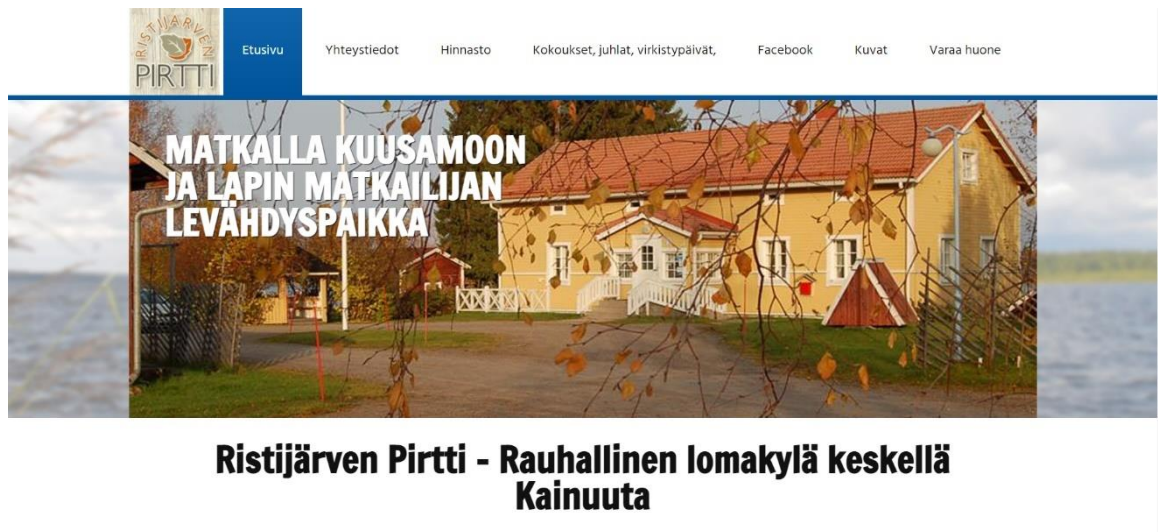 RISTIJÄRVEN
PIRTTI
Etusivu
Yhteystiedot
Hinnasto
Kokoukset, juhlat, virkistypäivät,
Facebook
Kuvat
Varaa huone
MATKALLA KUUSAMOON
JA LAPIN MATKAILIJAN
LEVÄHDYSPAIKKA
Ristijärven Pirtti - Rauhallinen lomakylä keskellä
Kainuuta